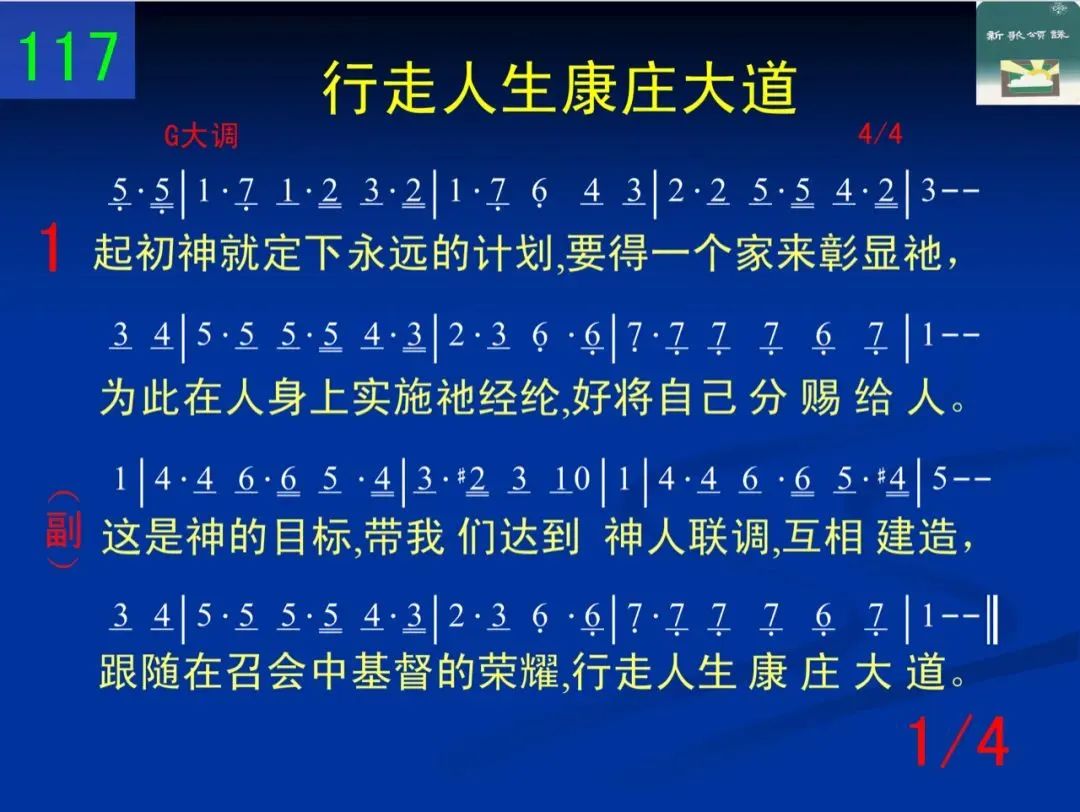 117
新歌颂咏
行走人生康庄大道
G大调
4/4
5·5|1·7 1·2 3·2|1·7 6 4 3|2·2 5·5 4·2|3--
1 起初神就定下永远的计划,要得一个家来彰显祂，
3 4|5·5 5·5 4·3|2·3 6·6|7·7 7 7 6 7|1--
为此在人身上实施祂经纶,好将自己分赐给人。
1|4·4 6·6 5·4|3·#2 3 10|1|4·4 6·6 5·#4|5--
（副） 这是神的目标,带我们达到 神人联调,互相建造，
3 4|5·5 5·5 4·3|2·3 6·6|7·7 7 7 6 7|1--‖
跟随在召会中基督的荣耀,行走人生康庄大道。
1/4